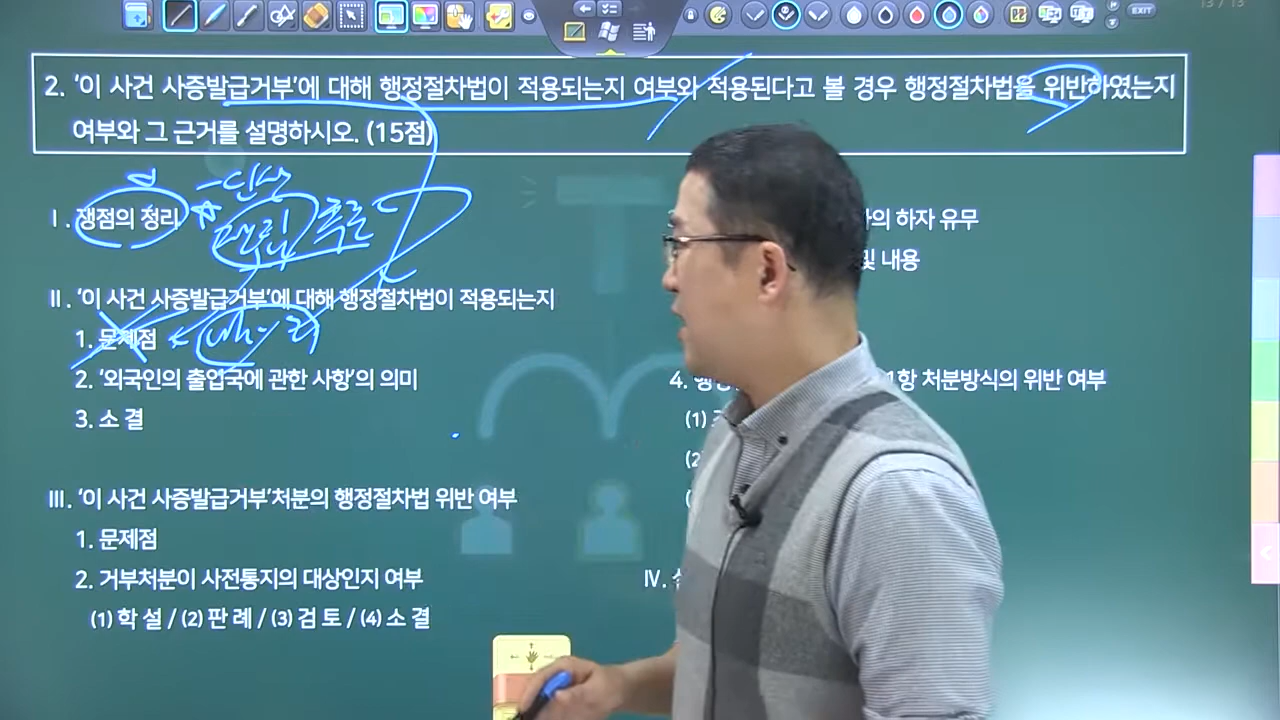 13 / 13
EXIT
2. '이 사건 사증발급거부'에 대해 행정절차법이 적용되는지 여부와 적용된다고 볼 경우 행정절차법을 위반하였는지
여부와 그 근거를 설명하시오. (15점)
Ⅰ. 쟁점의 정리
Ⅱ. '이 사건 사증발급거부'에 대해 행정절차법이 적용되는지
1. 문제점
2. '외국인의 출입국에 관한 사항'의 의미
3. 소 결
Ⅲ. '이 사건 사증발급거부'처분의 행정절차법 위반 여부
1. 문제점
2. 거부처분이 사전통지의 대상인지 여부
(1) 학 설 / (2) 판 례 / (3) 검 토 / (4) 소 결
하자 유무
및 내용
4.
1항 처분방식의 위반 여부
(1)
(2
Ⅳ.